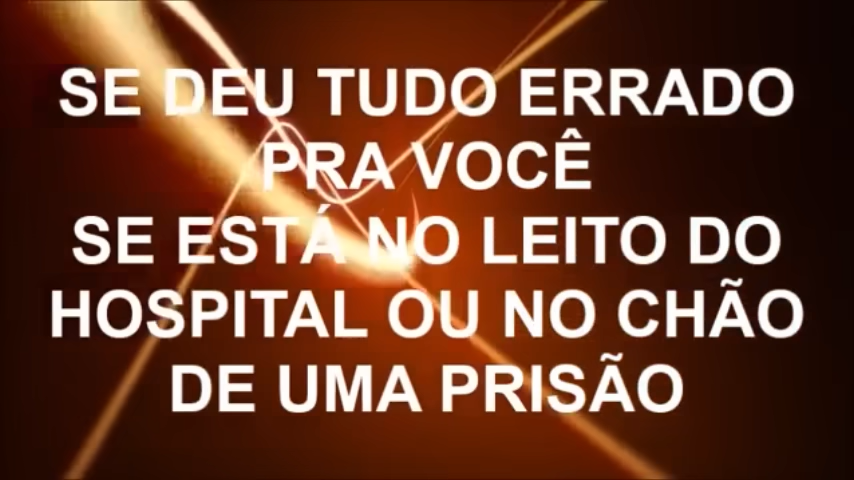 SE DEU TUDO ERRADO
PRA VOCÊ
SE ESTÁ NO LEITO DO
HOSPITAL OU NO CHÃO
DE UMA PRISÃO